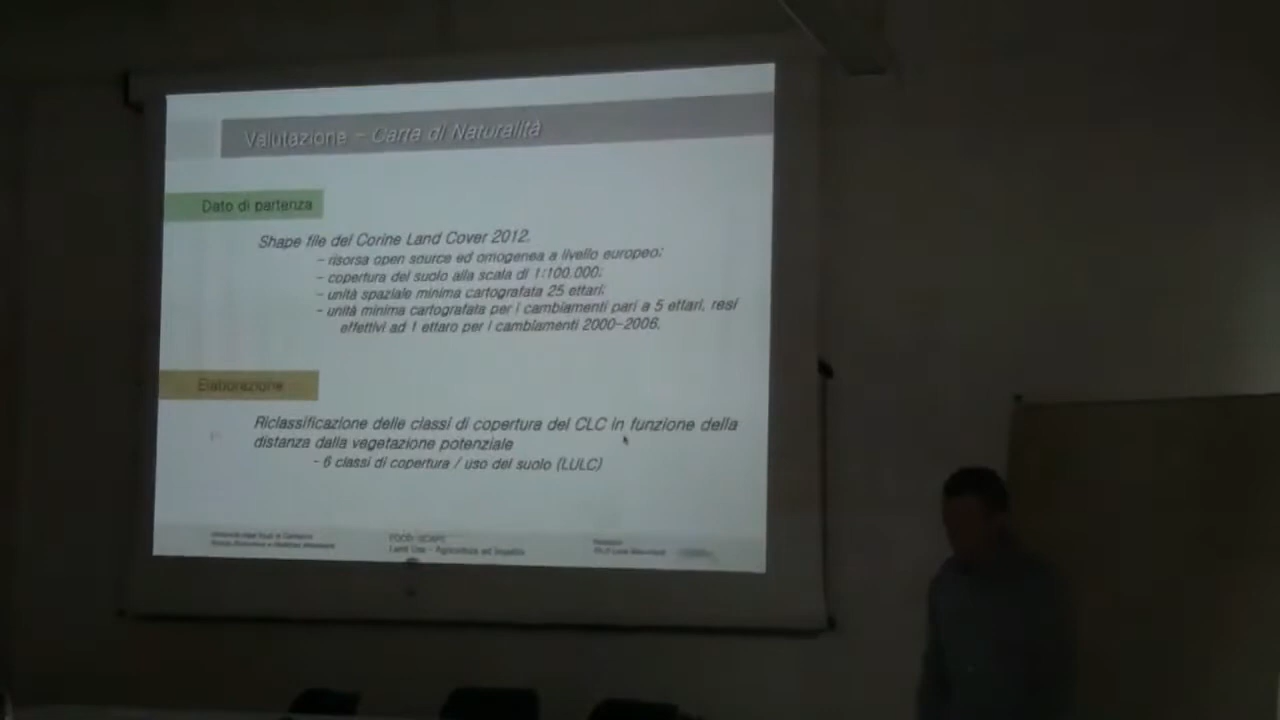 Valutazione - Carta di Naturalità
Dato di partenza
Shape file del Corine Land Cover 2012.
- risorsa open source ed omogenea a livello europeo;
- copertura del suolo alla scala di 1:100.000;
- unità spaziale minima cartografata 25 ettari;
- unità minima cartografata per i cambiamenti pari a 5 ettari, resi
effettivi ad 1 ettaro per i cambiamenti 2000-2006.
Elaborazione
Riclassificazione delle classi di copertura del CLC in funzione della
distanza dalla vegetazione potenziale
- 6 classi di copertura / uso del suolo (LULC)
Land Use - Agricoltura ed